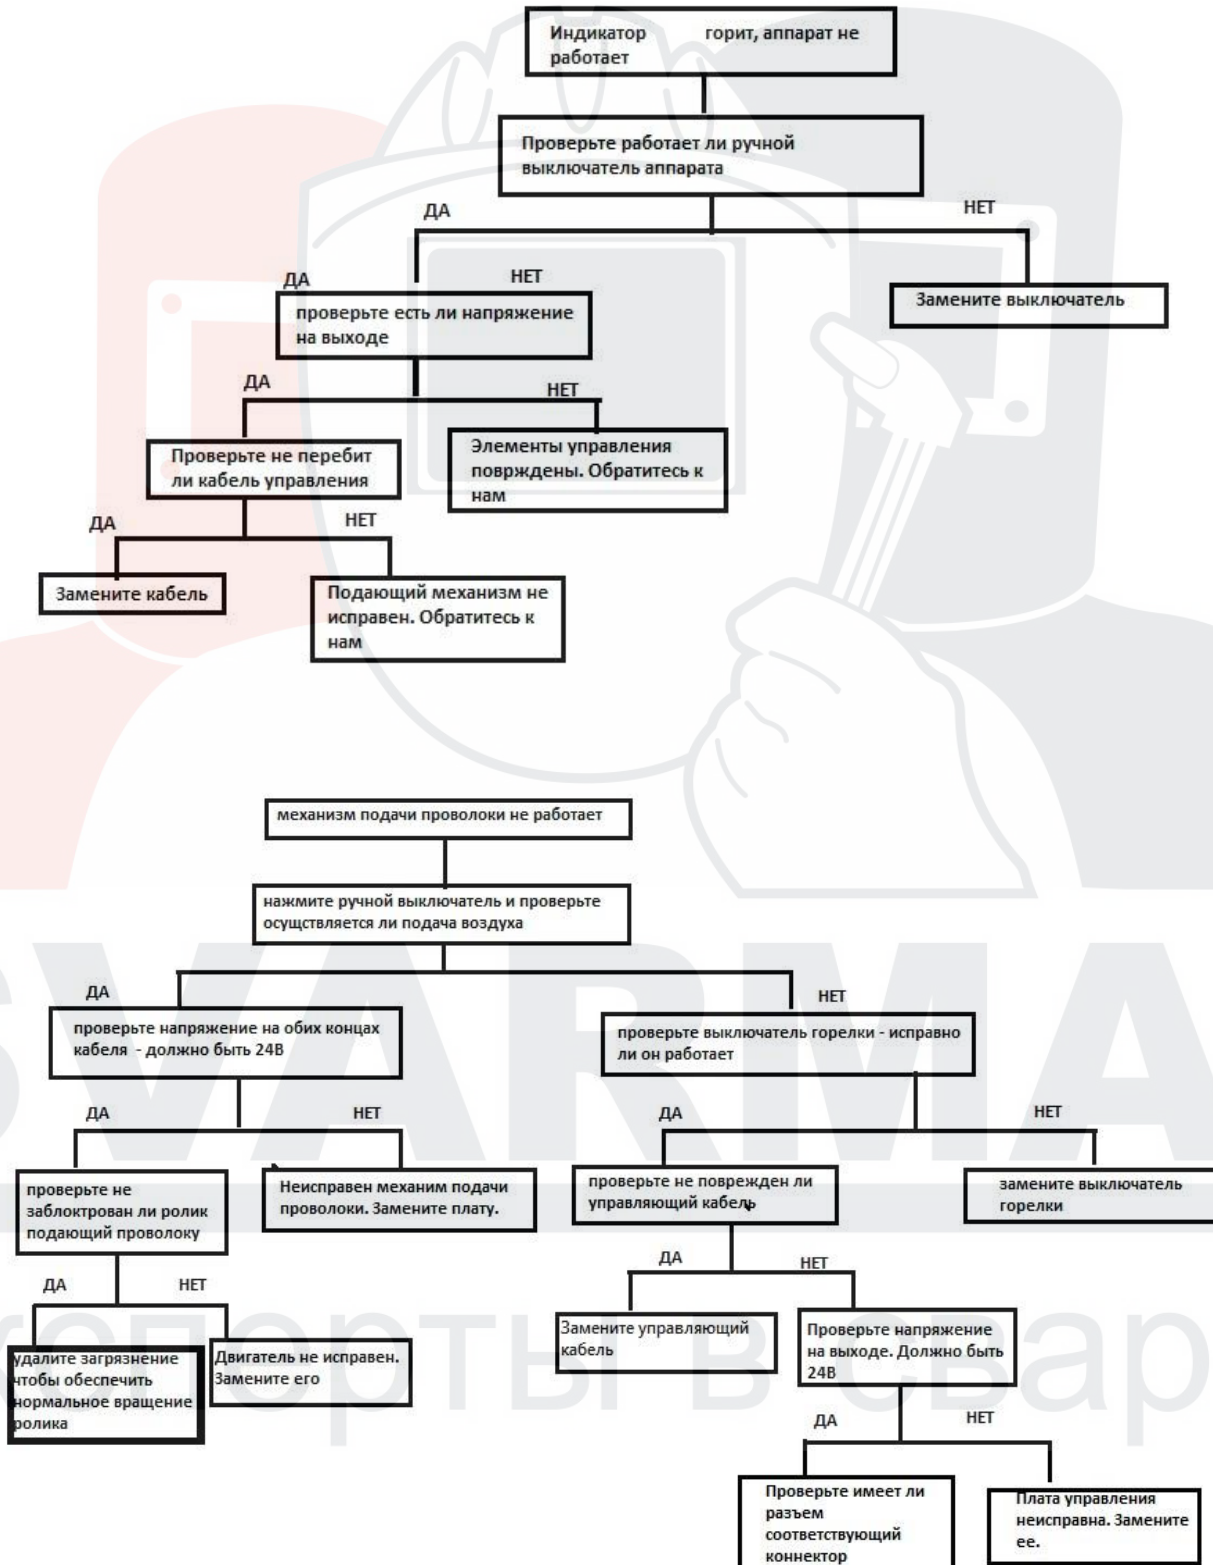 Индикатор горит, аппарат не
работает
Проверьте работает ли ручной
выключатель аппарата
ДА
НЕТ
ДА
НЕТ
проверьте есть ли напряжение
на выходе
Замените выключатель
ДА
НЕТ
Проверьте не перебит
ли кабель управления
Элементы управления
поврждены. Обратитесь к
нам
ДА
НЕТ
Замените кабель
Подающий механизм не
исправен. Обратитесь к
нам
механизм подачи проволоки не работает
нажмите ручной выключатель и проверьте
осущствляется ли подача воздуха
ДА
НЕТ
проверьте напряжение на обих концах
кабеля - должно быть 24В
проверьте выключатель горелки - исправно
ли он работает
ДА
НЕТ
ДА
НЕТ
проверьте не
заблоктрован ли ролик
подающий проволоку
Неисправен механим подачи
проволоки. Замените плату.
проверьте не поврежден ли
управляющий кабель
замените выключатель
горелки
ДА
НЕТ
ДА
НЕТ
удалите загрязнение
чтобы обеспечить
нормальное вращение
ролика
Двигатель не исправен.
Замените его
Замените управляющий
кабель
Проверьте напряжение
на выходе. Должно быть
24В
ДА
НЕТ
Проверьте имеет ли
разъем
соответствующий
коннектор
Плата управления
неисправна. Замените
ее.
SVARMA
ксперты в свар